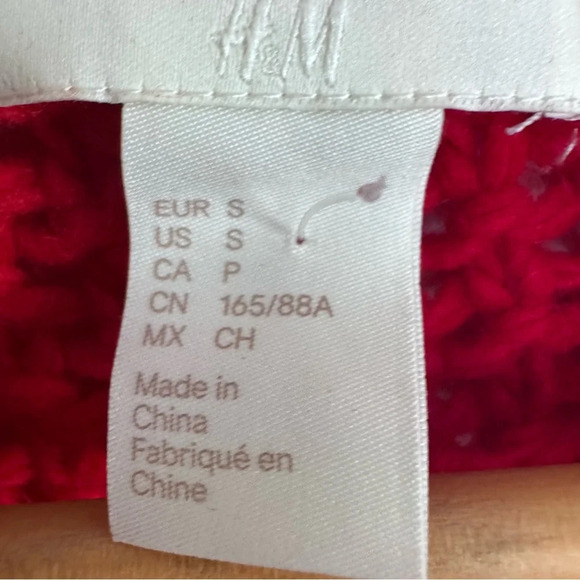 H&M
EUR S
US S
CA P
CN 165/88A
MX CH
Made in
China
Fabriqué en
Chine